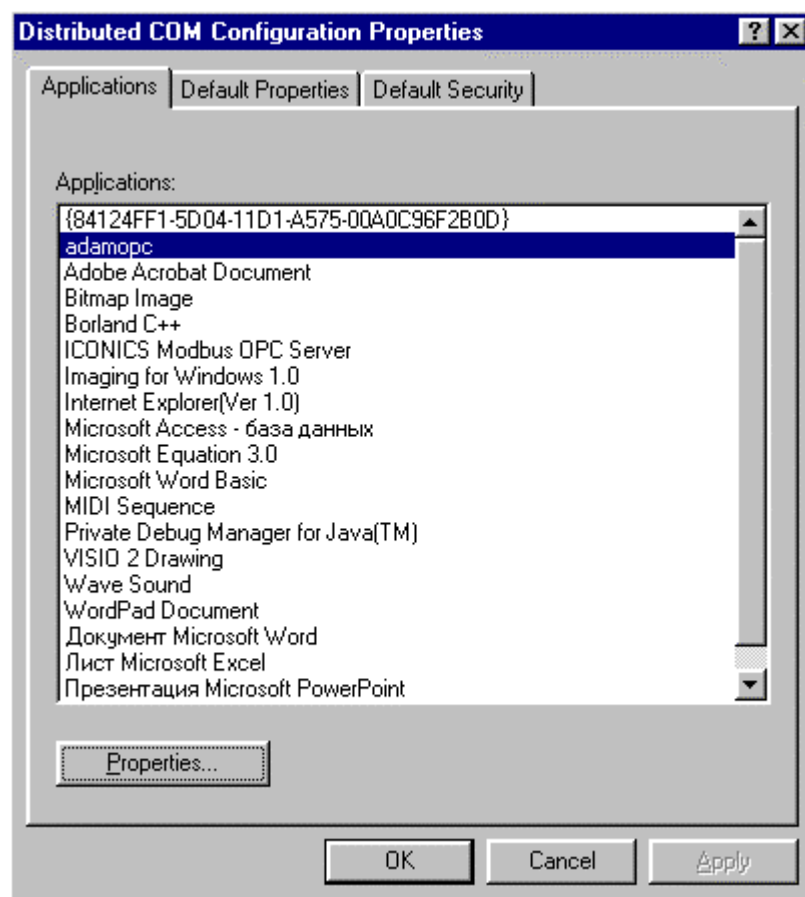 Distributed COM Configuration Properties
Applications Default Properties Default Security
Applications:
{84124FF1-5D04-11D1-A575-00A0C96F2B0D}
adamopc
Adobe Acrobat Document
Bitmap Image
Borland C++
ICONICS Modbus OPC Server
Imaging for Windows 1.0
Internet Explorer(Ver 1.0)
Microsoft Access - база данных
Microsoft Equation 3.0
Microsoft Word Basic
MIDI Sequence
Private Debug Manager for Java(TM)
VISIO 2 Drawing
Wave Sound
WordPad Document
Документ Microsoft Word
Лист Microsoft Excel
Презентация Microsoft PowerPoint
Properties...
OK Cancel Apply